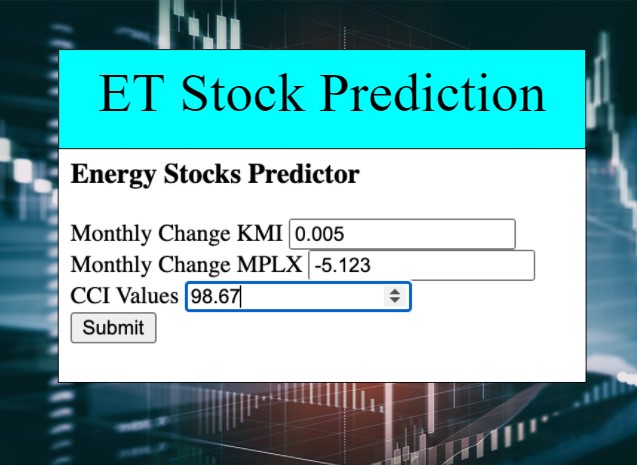 ET Stock Prediction
Energy Stocks Predictor
Monthly Change KMI 0.005
Monthly Change MPLX -5.123
CCI Values 98.67
Submit